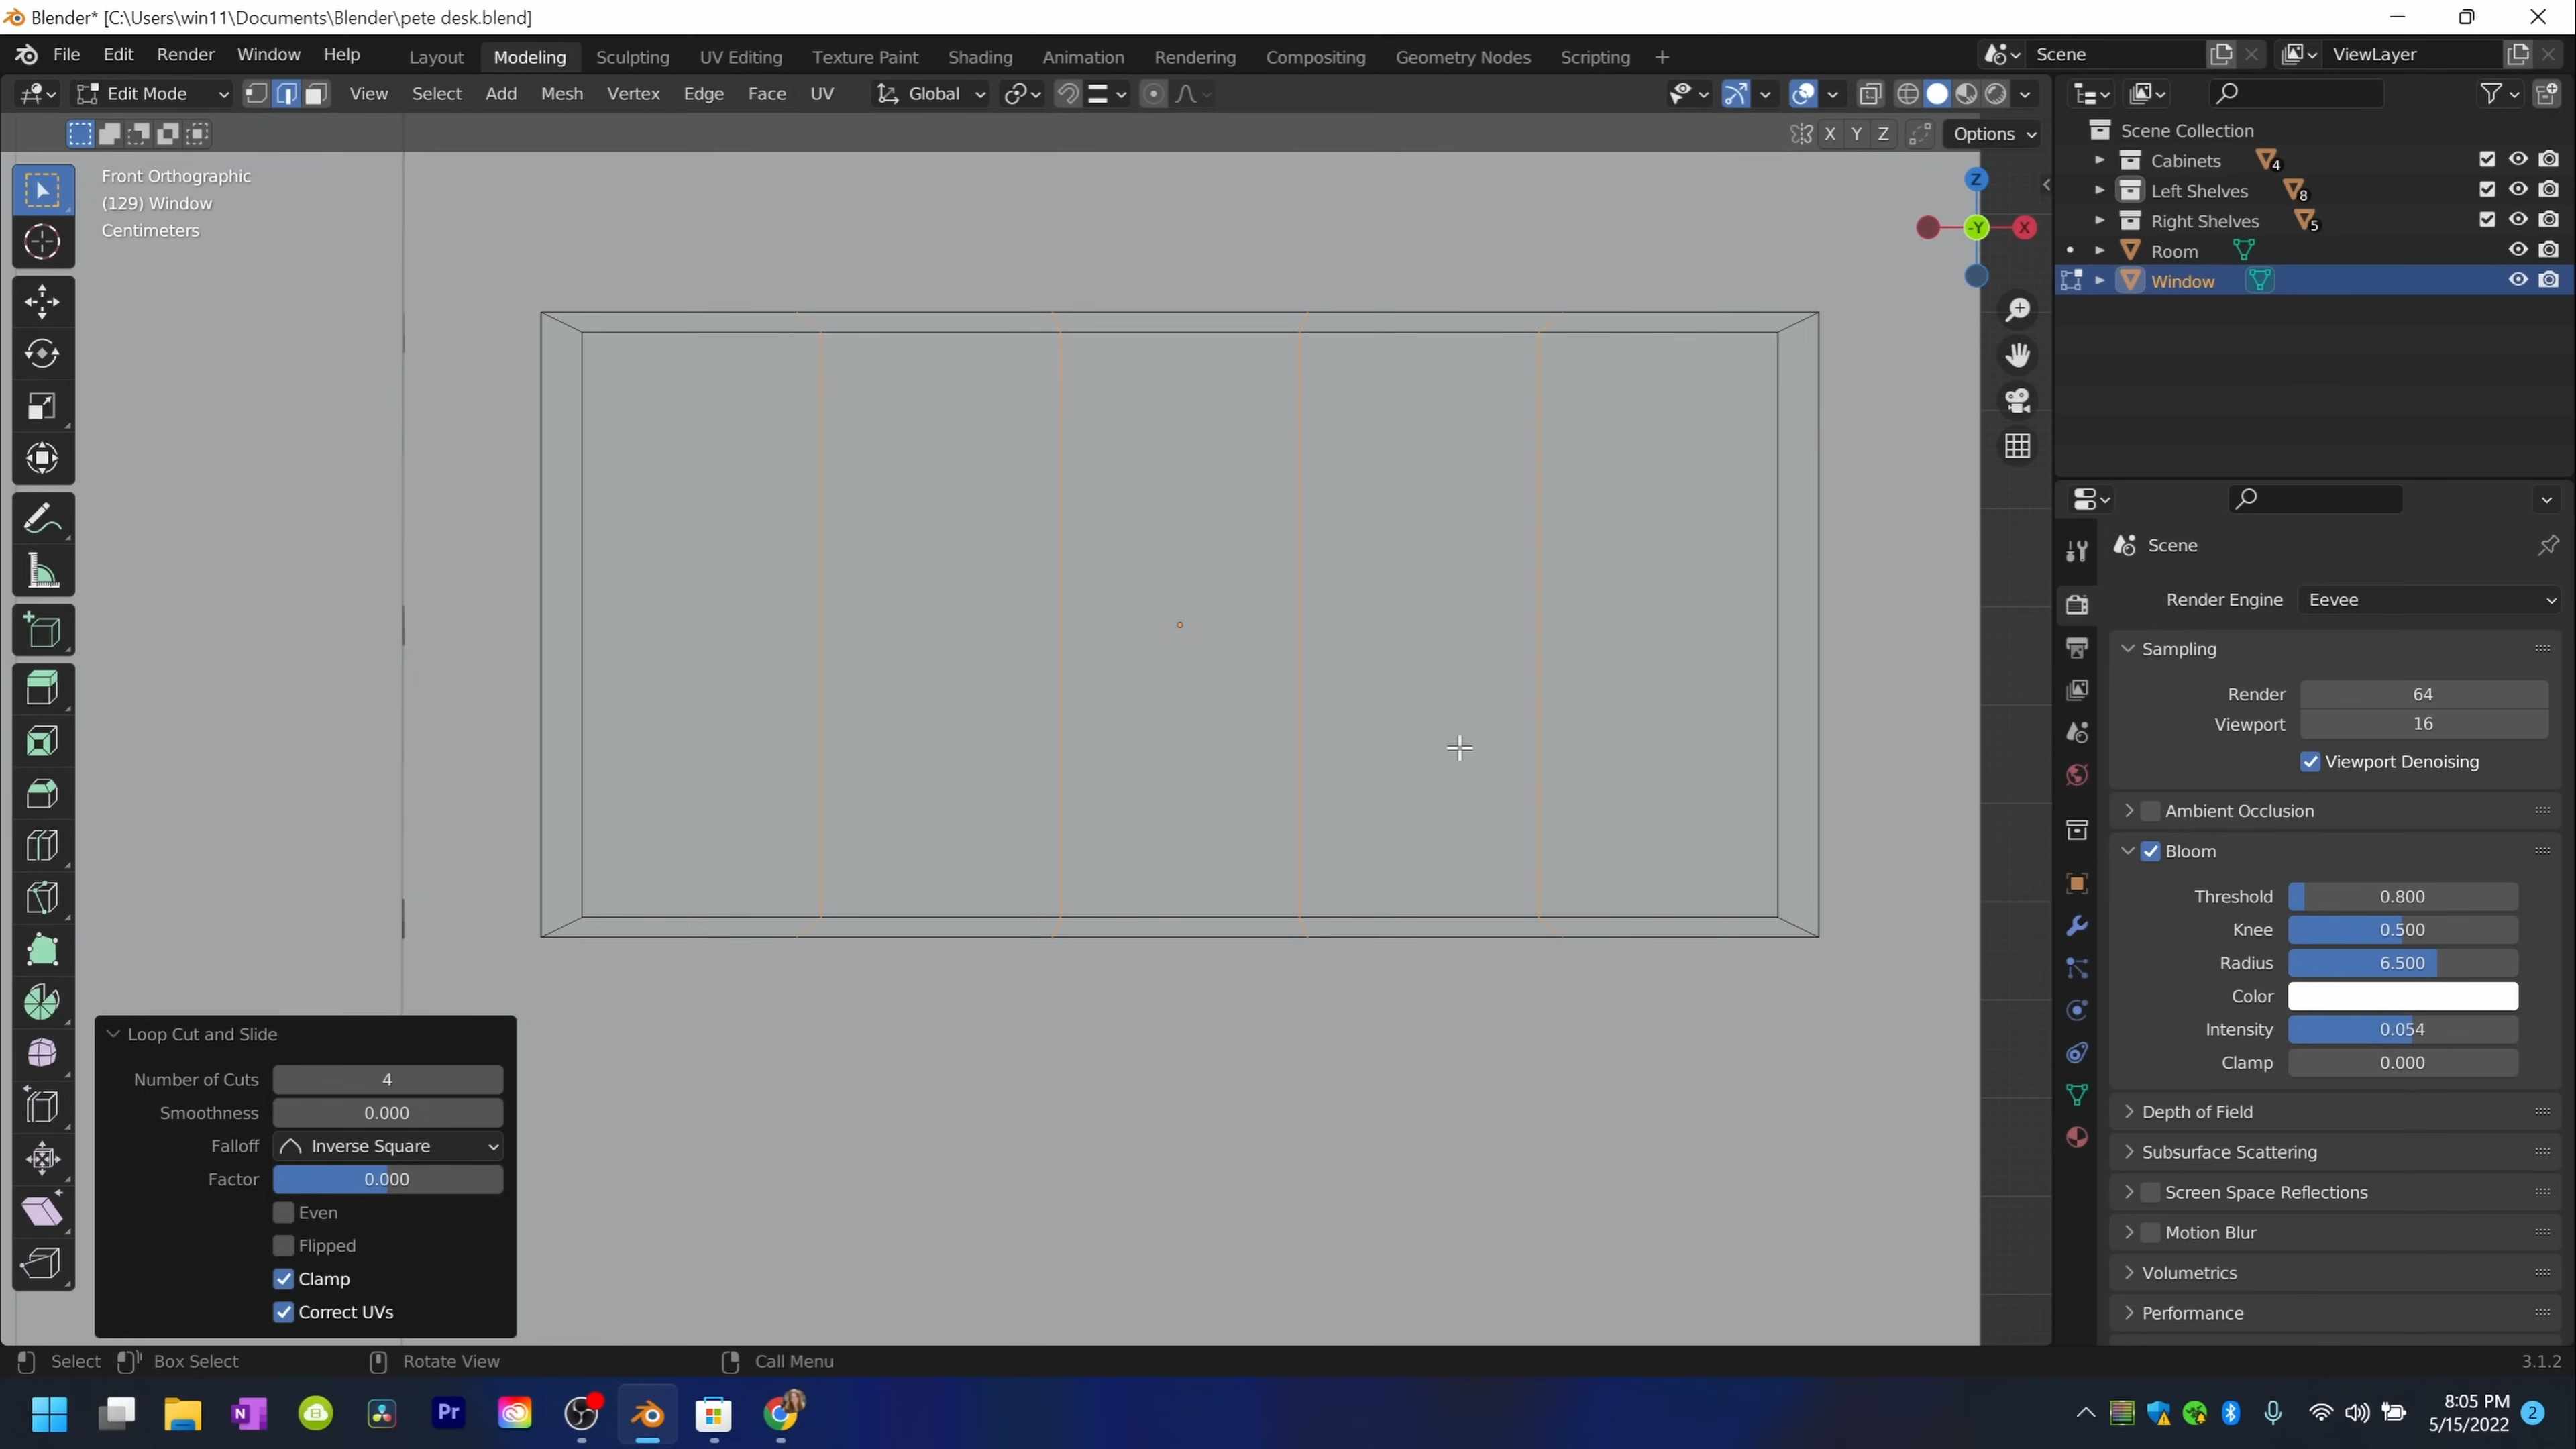 Blender* [C:\Users\win11\Documents\Blender\pete desk.blend]
File Edit Render Window Help Layout Modeling Sculpting UV Editing Texture Paint Shading Animation Rendering Compositing Geometry Nodes Scripting + Scene ViewLayer
Edit Mode View Select Add Mesh Vertex Edge Face UV Global
X Y Z Options
Front Orthographic
(129) Window
Centimeters
Z
-Y X
Scene Collection
Cabinets 4
Left Shelves 8
Right Shelves 5
Room
Window
Scene
Render Engine Eevee
Sampling
Render 64
Viewport 16
Viewport Denoising
Ambient Occlusion
Bloom
Threshold 0.800
Knee 0.500
Radius 6.500
Color
Intensity 0.054
Clamp 0.000
Depth of Field
Subsurface Scattering
Screen Space Reflections
Motion Blur
Volumetrics
Performance
Loop Cut and Slide
Number of Cuts 4
Smoothness 0.000
Falloff Inverse Square
Factor 0.000
Even
Flipped
Clamp
Correct UVs
Select Box Select Rotate View Call Menu 3.1.2
N Pr
8:05 PM
5/15/2022 2